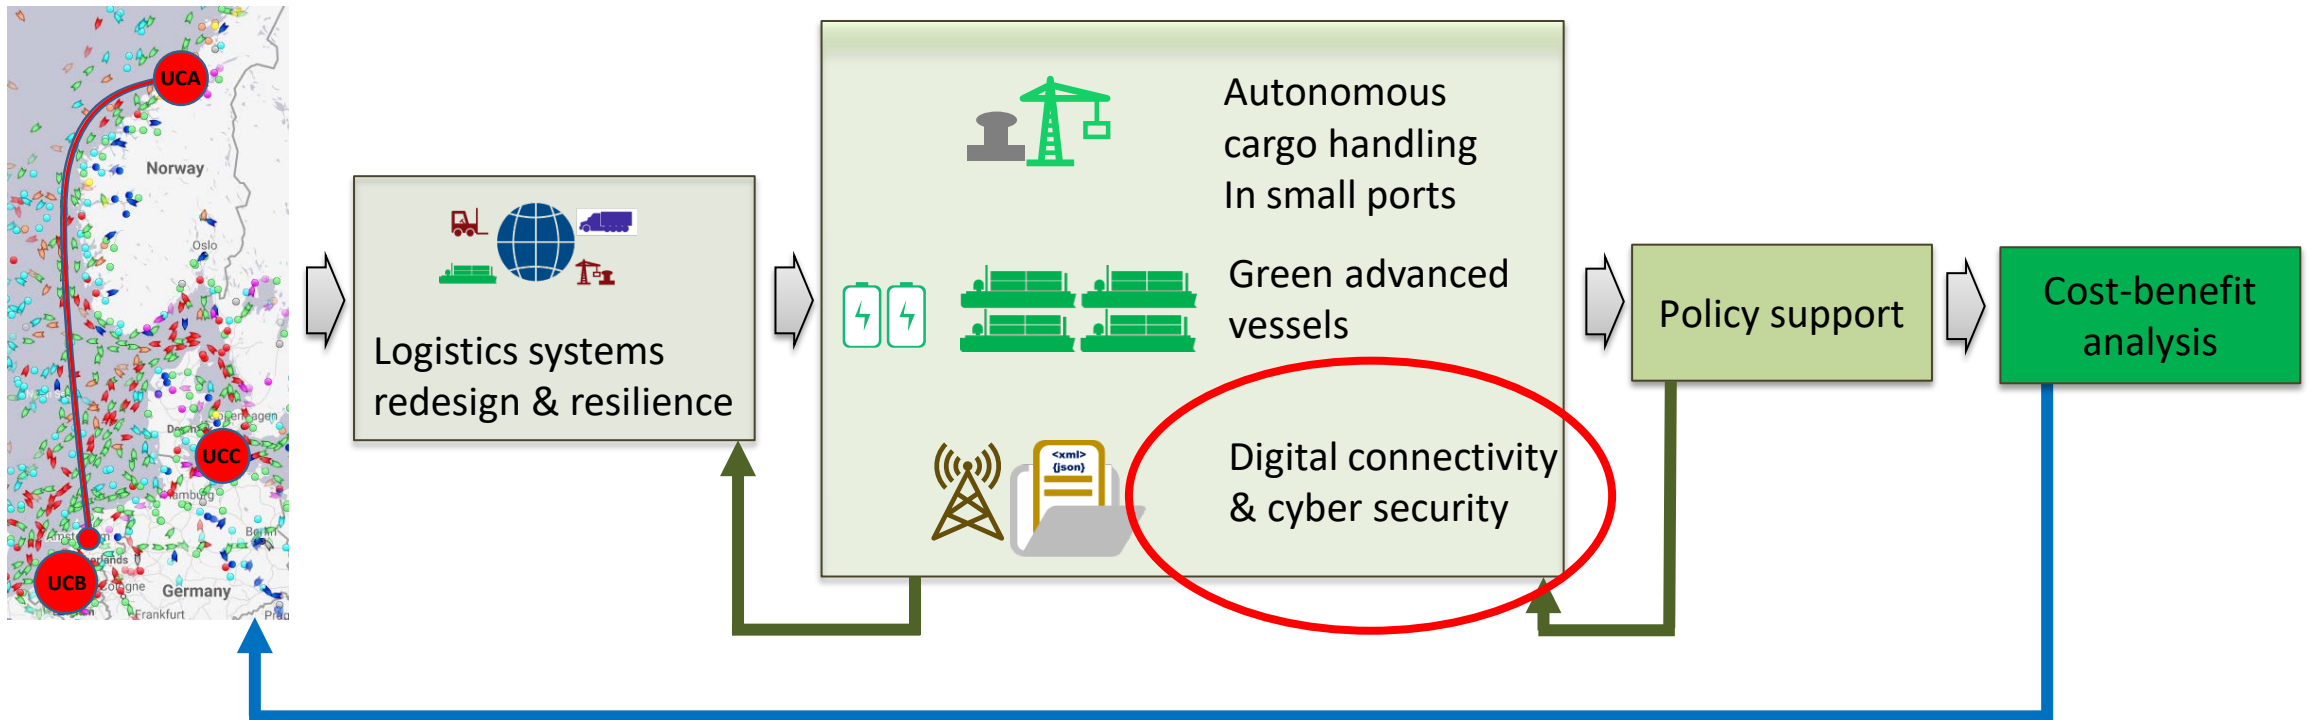 UCA
Norway
Oslo
UCC
UCB
Cologne
Germany
Frankfurt
Logistics systems
redesign & resilience
Autonomous
cargo handling
In small ports
Green advanced
vessels
<xml>
{json}
Digital connectivity
& cyber security
Policy support
Cost-benefit
analysis